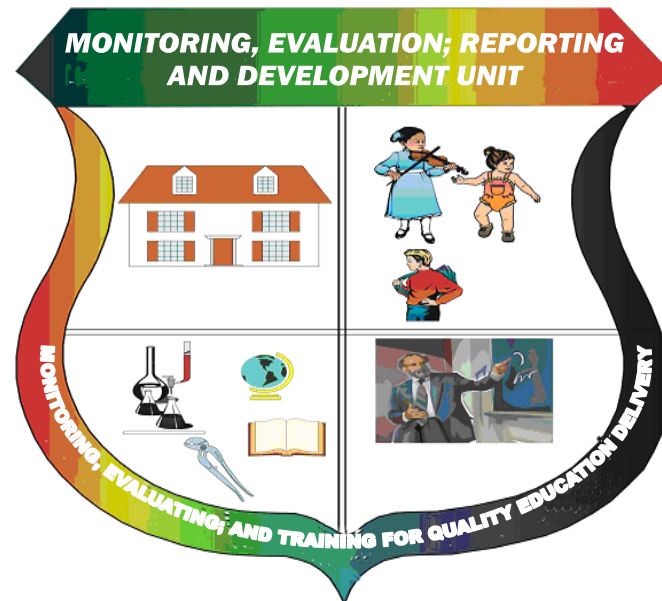 MONITORING, EVALUATION; REPORTING
AND DEVELOPMENT UNIT
MONITORING, EVALUATING; AND TRAINING FOR QUALITY EDUCATION DELIVERY